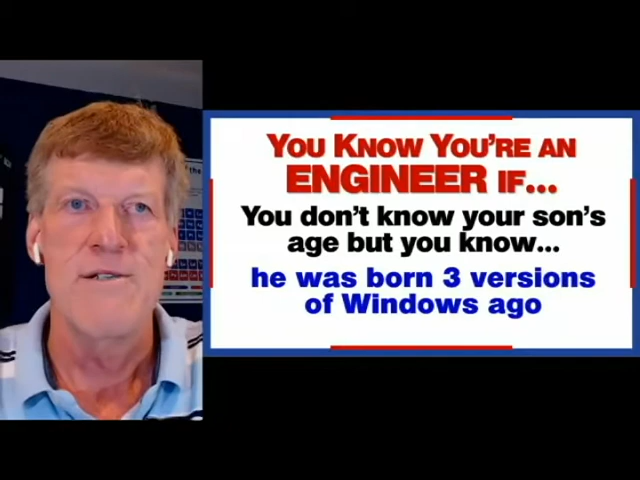 YOU KNOW YOU'RE AN
ENGINEER IF...
You don't know your son's
age but you know...
he was born 3 versions
of Windows ago